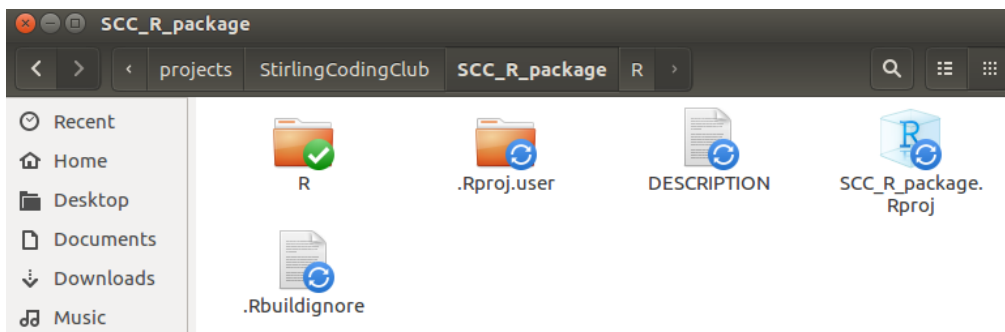 SCC_R_package
projects StirlingCodingClub SCC_R_package R
Recent
Home
Desktop
Documents
Downloads
Music
R .Rproj.user DESCRIPTION SCC_R_package.
Rproj
.Rbuildignore